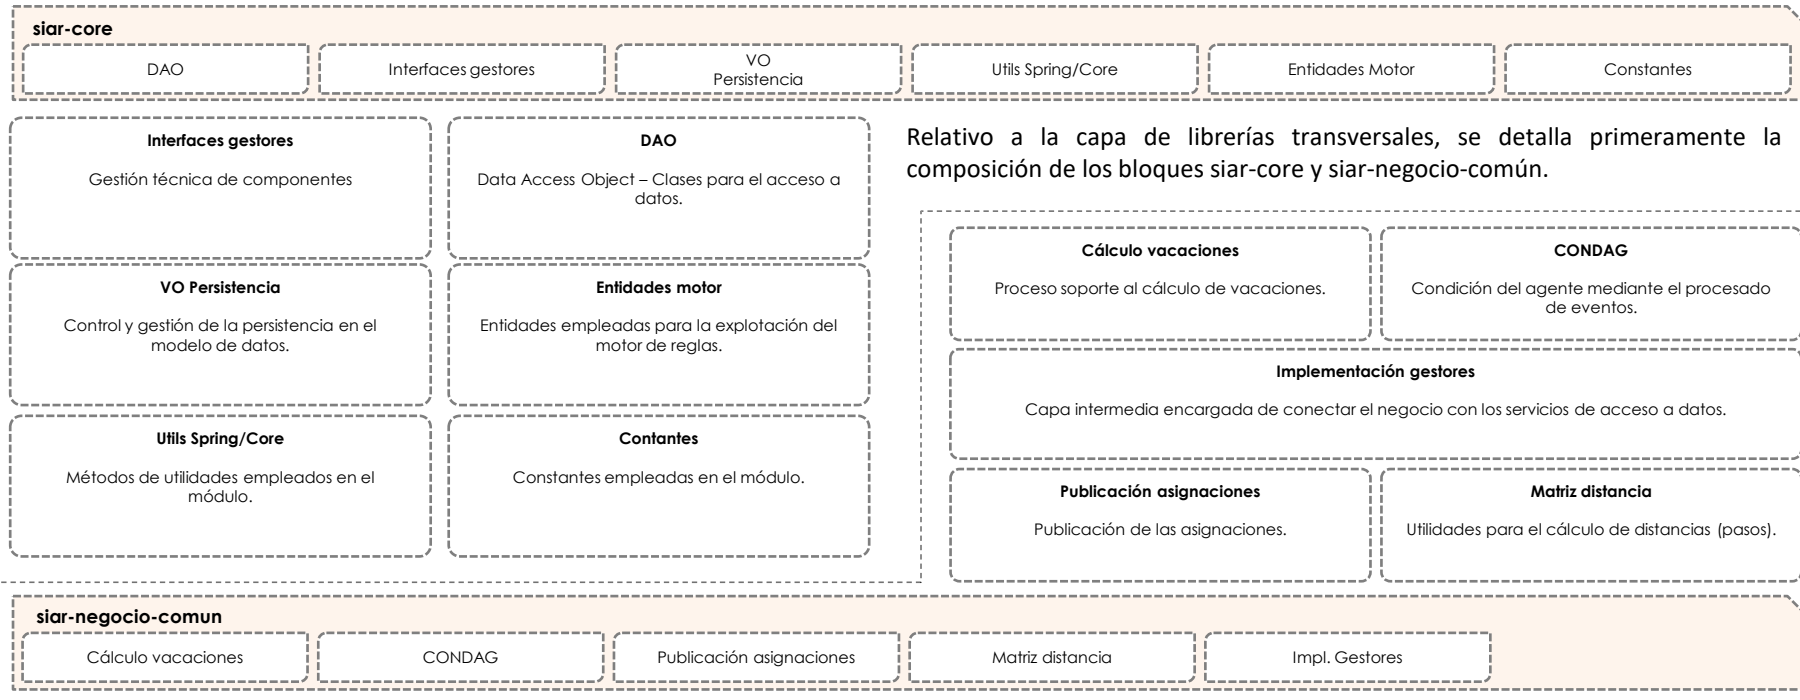 siar-core
DAO
Interfaces gestores
VO
Persistencia
Utils Spring/Core
Entidades Motor
Constantes
Interfaces gestores
Gestión técnica de componentes
DAO
Data Access Object – Clases para el acceso a
datos.
VO Persistencia
Control y gestión de la persistencia en el
modelo de datos.
Entidades motor
Entidades empleadas para la explotación del
motor de reglas.
Utils Spring/Core
Métodos de utilidades empleados en el
módulo.
Contantes
Constantes empleadas en el módulo.
Relativo a la capa de librerías transversales, se detalla primeramente la
composición de los bloques siar-core y siar-negocio-común.
Cálculo vacaciones
Proceso soporte al cálculo de vacaciones.
CONDAG
Condición del agente mediante el procesado
de eventos.
Implementación gestores
Capa intermedia encargada de conectar el negocio con los servicios de acceso a datos.
Publicación asignaciones
Publicación de las asignaciones.
Matriz distancia
Utilidades para el cálculo de distancias (pasos).
siar-negocio-comun
Cálculo vacaciones
CONDAG
Publicación asignaciones
Matriz distancia
Impl. Gestores